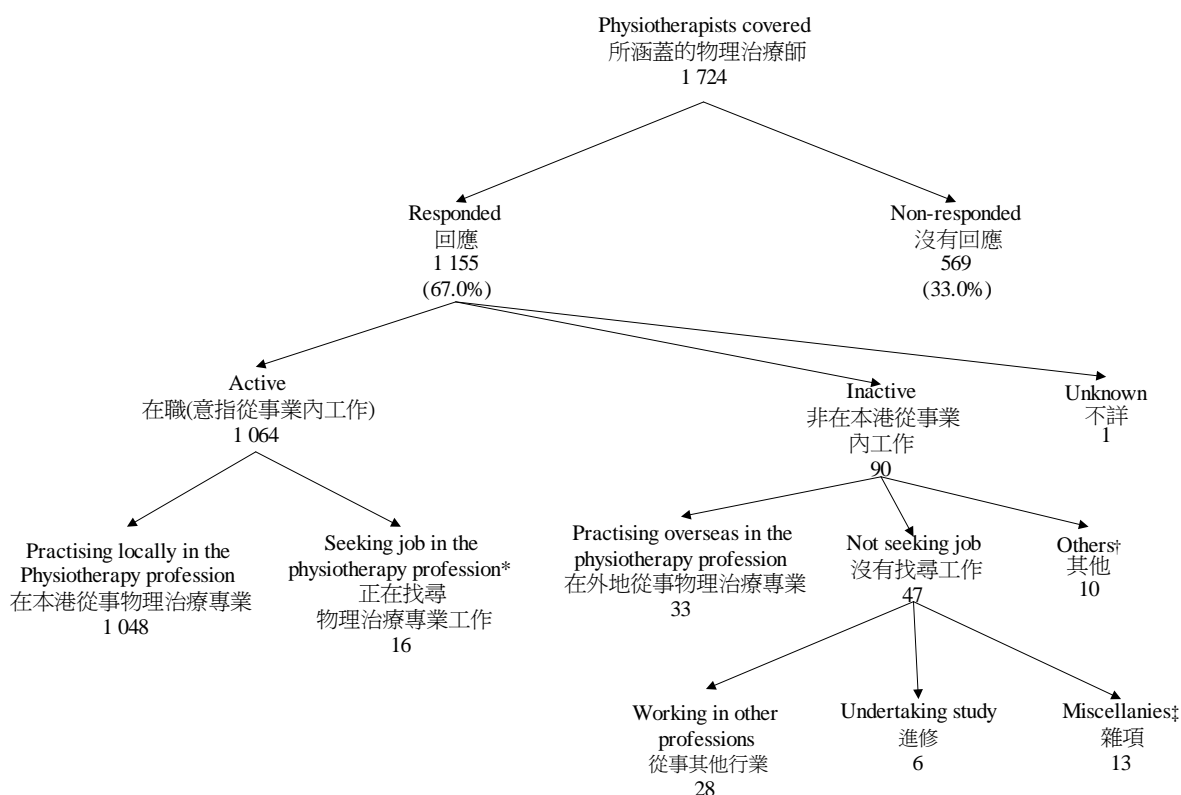 Physiotherapists covered
所涵蓋的物理治療師
1 724
Responded
回應
1 155
(67.0%)
Non-responded
沒有回應
569
(33.0%)
Active
在職(意指從事業內工作)
1 064
Inactive
非在本港從事業
內工作
90
Unknown
不詳
1
Practising locally in the
Physiotherapy profession
在本港從事物理治療專業
1 048
Seeking job in the
physiotherapy profession*
正在找尋
物理治療專業工作
16
Practising overseas in the
physiotherapy profession
在外地從事物理治療專業
33
Not seeking job
沒有找尋工作
47
Others†
其他
10
Working in other
professions
從事其他行業
28
Undertaking study
進修
6
Miscellanies‡
雜項
13